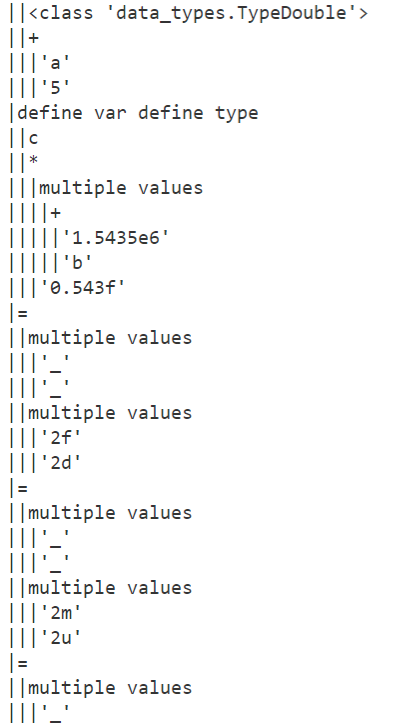 ||<class 'data_types.TypeDouble'>
||+
|||'a'
|||'5'
|define var define type
||c
||*
|||multiple values
||||+
|||||'1.5435e6'
|||||'b'
|||'0.543f'
|=
||multiple values
|||'_'
|||'_'
||multiple values
|||'2f'
|||'2d'
|=
||multiple values
|||'_'
|||'_'
||multiple values
|||'2m'
|||'2u'
|=
||multiple values
|||'_'